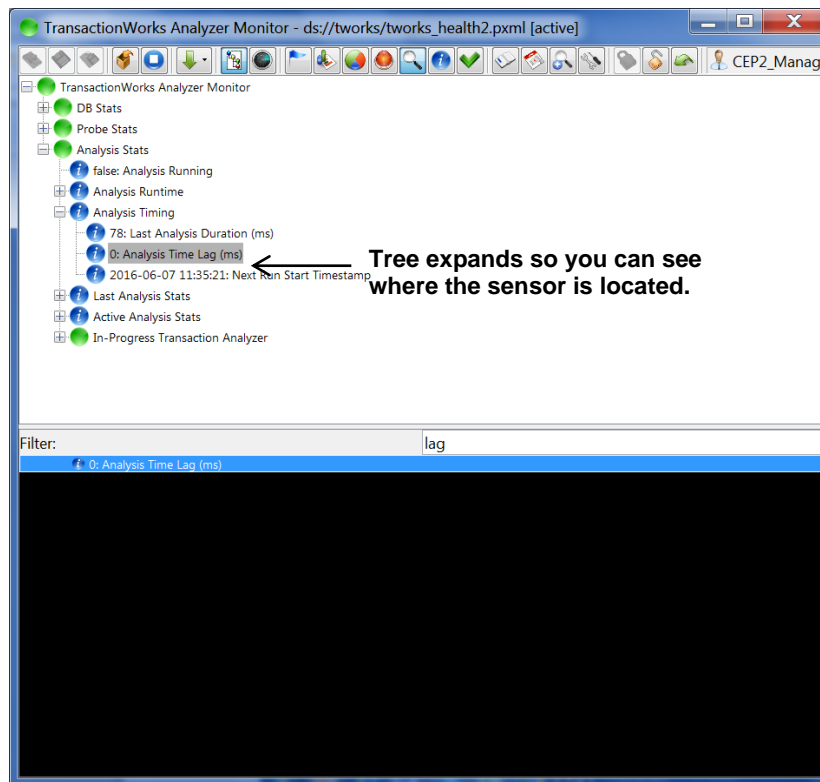 TransactionWorks Analyzer Monitor - ds://tworks/tworks_health2.pxml [active]
CEP2_Manag
TransactionWorks Analyzer Monitor
DB Stats
Probe Stats
Analysis Stats
false: Analysis Running
Analysis Runtime
Analysis Timing
78: Last Analysis Duration (ms)
0: Analysis Time Lag (ms)
2016-06-07 11:35:21: Next Run Start Timestamp
Tree expands so you can see
where the sensor is located.
Last Analysis Stats
Active Analysis Stats
In-Progress Transaction Analyzer
Filter: lag
0: Analysis Time Lag (ms)